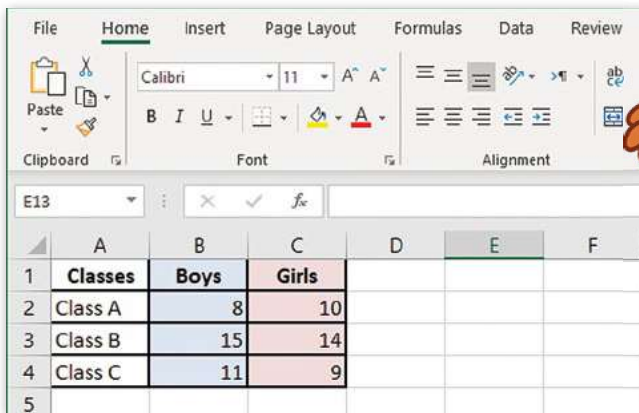 File Home Insert Page Layout Formulas Data Review
Calibri 11 A A ab
Paste B I U A
Clipboard Font Alignment
E13 fx
A B C D E F
1 Classes Boys Girls
2 Class A 8 10
3 Class B 15 14
4 Class C 11 9
5